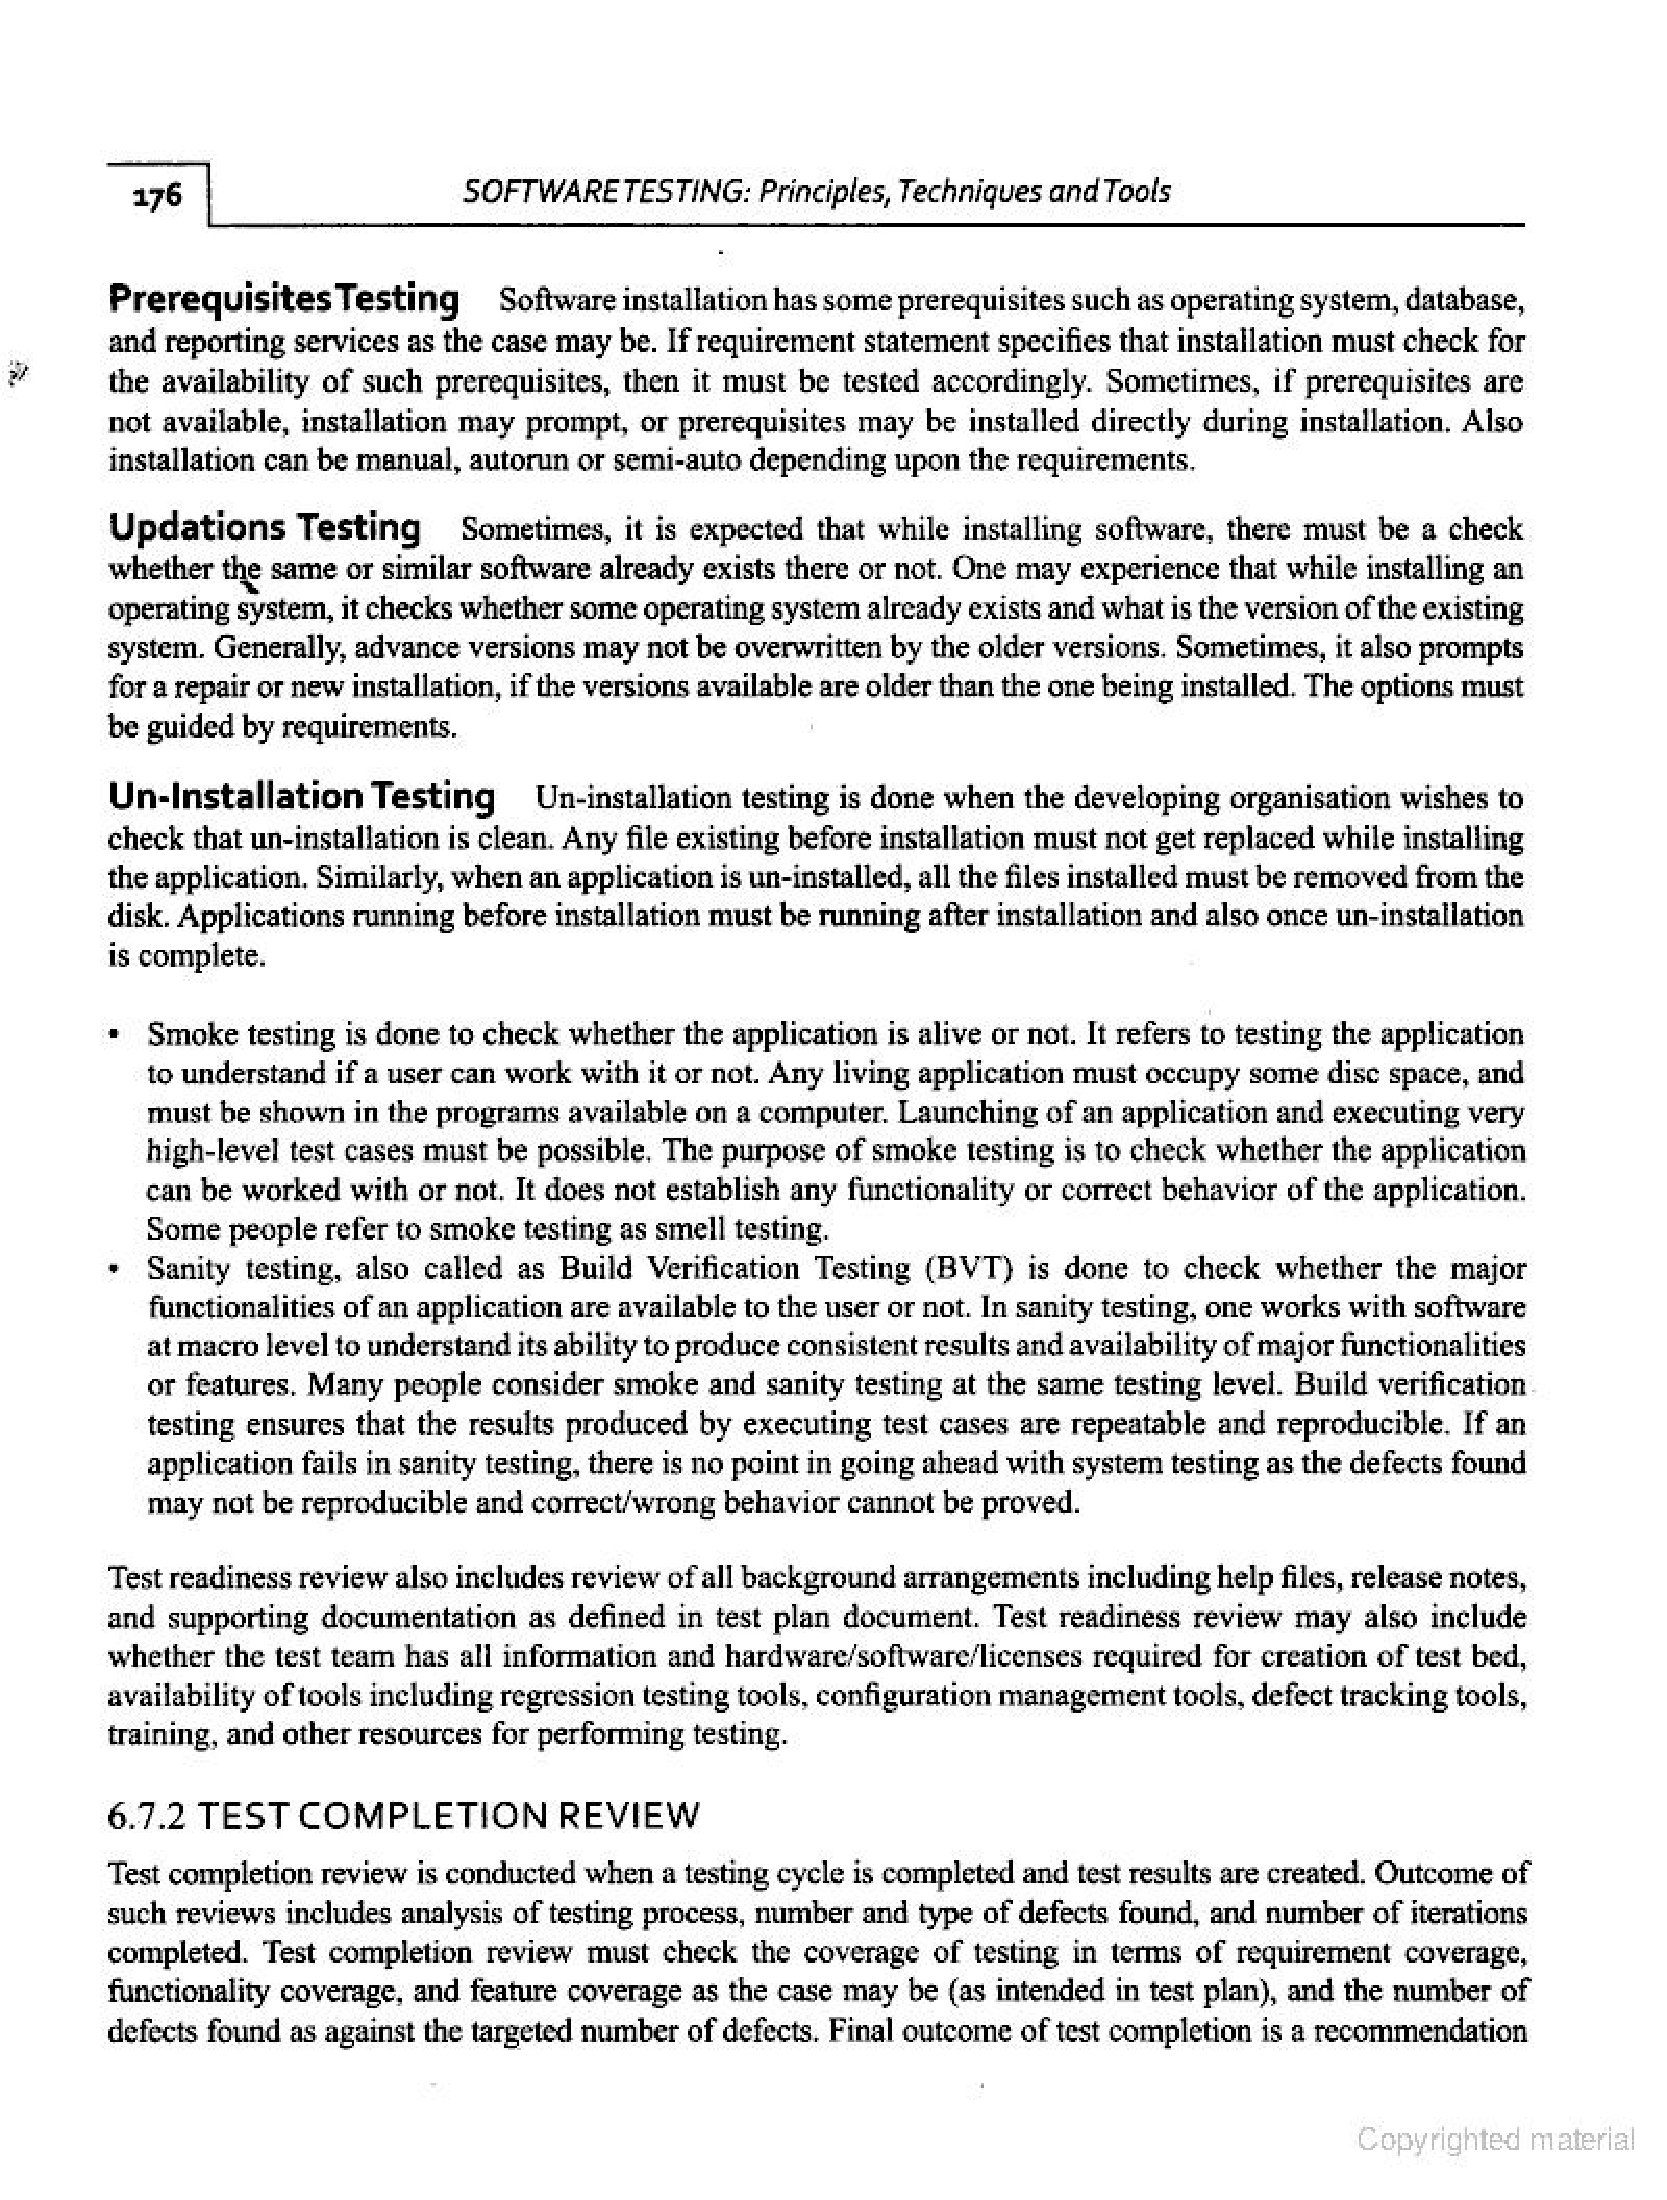 176
SOFTWARE TESTING: Principles, Techniques and Tools
Prerequisites Testing Software installation has some prerequisites such as operating system, database,
and reporting services as the case may be. If requirement statement specifies that installation must check for
the availability of such prerequisites, then it must be tested accordingly. Sometimes, if prerequisites are
not available, installation may prompt, or prerequisites may be installed directly during installation. Also
installation can be manual, autorun or semi-auto depending upon the requirements.
Updations Testing Sometimes, it is expected that while installing software, there must be a check
whether the same or similar software already exists there or not. One may experience that while installing an
operating system, it checks whether some operating system already exists and what is the version of the existing
system. Generally, advance versions may not be overwritten by the older versions. Sometimes, it also prompts
for a repair or new installation, if the versions available are older than the one being installed. The options must
be guided by requirements.
Un-Installation Testing Un-installation testing is done when the developing organisation wishes to
check that un-installation is clean. Any file existing before installation must not get replaced while installing
the application. Similarly, when an application is un-installed, all the files installed must be removed from the
disk. Applications running before installation must be running after installation and also once un-installation
is complete.
• Smoke testing is done to check whether the application is alive or not. It refers to testing the application
to understand if a user can work with it or not. Any living application must occupy some disc space, and
must be shown in the programs available on a computer. Launching of an application and executing very
high-level test cases must be possible. The purpose of smoke testing is to check whether the application
can be worked with or not. It does not establish any functionality or correct behavior of the application.
Some people refer to smoke testing as smell testing.
• Sanity testing, also called as Build Verification Testing (BVT) is done to check whether the major
functionalities of an application are available to the user or not. In sanity testing, one works with software
at macro level to understand its ability to produce consistent results and availability of major functionalities
or features. Many people consider smoke and sanity testing at the same testing level. Build verification
testing ensures that the results produced by executing test cases are repeatable and reproducible. If an
application fails in sanity testing, there is no point in going ahead with system testing as the defects found
may not be reproducible and correct/wrong behavior cannot be proved.
Test readiness review also includes review of all background arrangements including help files, release notes,
and supporting documentation as defined in test plan document. Test readiness review may also include
whether the test team has all information and hardware/software/licenses required for creation of test bed,
availability of tools including regression testing tools, configuration management tools, defect tracking tools,
training, and other resources for performing testing.
6.7.2 TEST COMPLETION REVIEW
Test completion review is conducted when a testing cycle is completed and test results are created. Outcome of
such reviews includes analysis of testing process, number and type of defects found, and number of iterations
completed. Test completion review must check the coverage of testing in terms of requirement coverage,
functionality coverage, and feature coverage as the case may be (as intended in test plan), and the number of
defects found as against the targeted number of defects. Final outcome of test completion is a recommendation
Copyrighted material